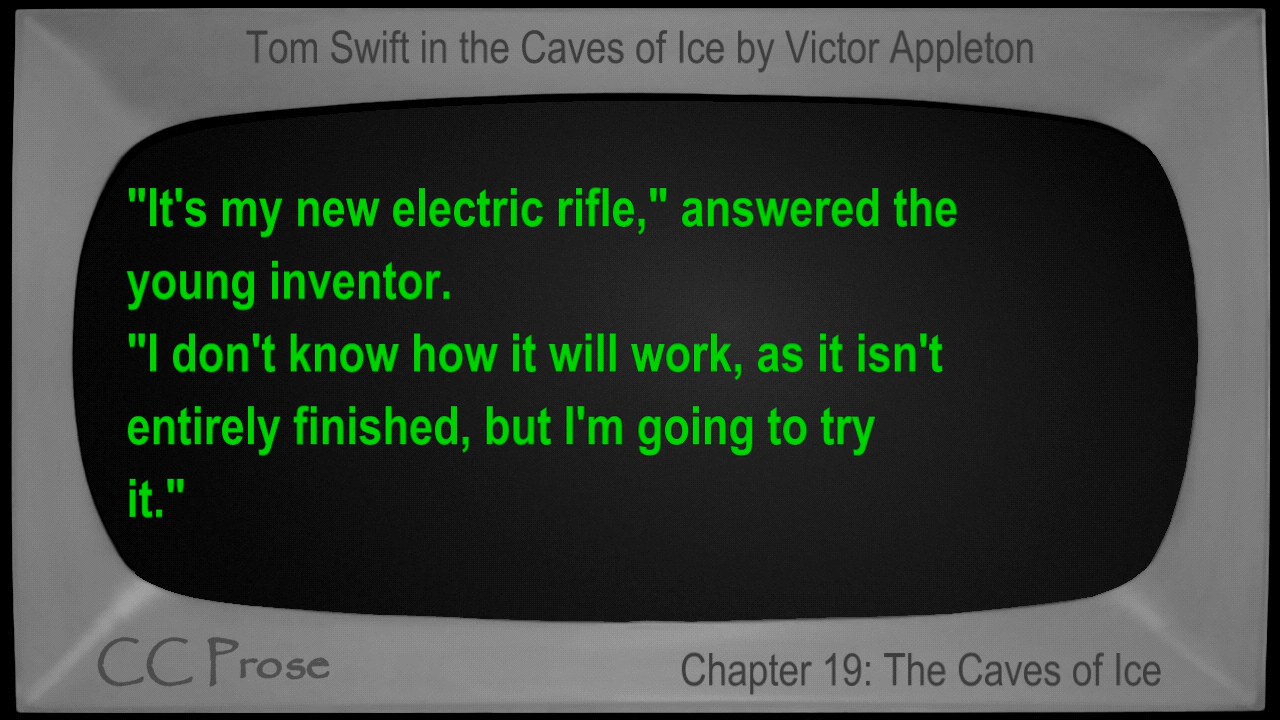 Tom Swift in the Caves of Ice by Victor Appleton
"It's my new electric rifle," answered the
young inventor.
"I don't know how it will work, as it isn't
entirely finished, but I'm going to try
it."
CC Prose
Chapter 19: The Caves of Ice